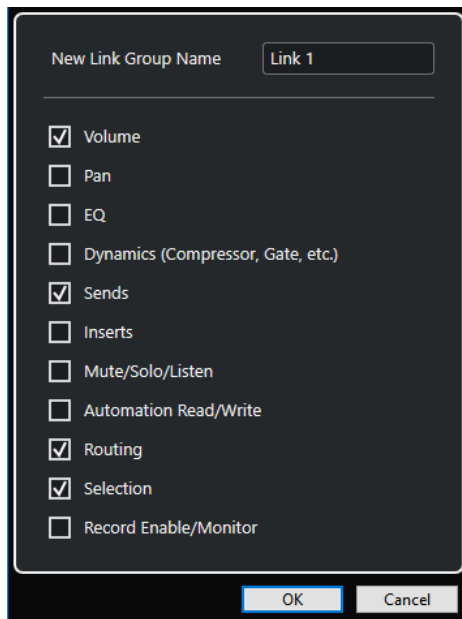 New Link Group Name
Link 1
Volume
Pan
EQ
Dynamics (Compressor, Gate, etc.)
Sends
Inserts
Mute/Solo/Listen
Automation Read/Write
Routing
Selection
Record Enable/Monitor
OK
Cancel